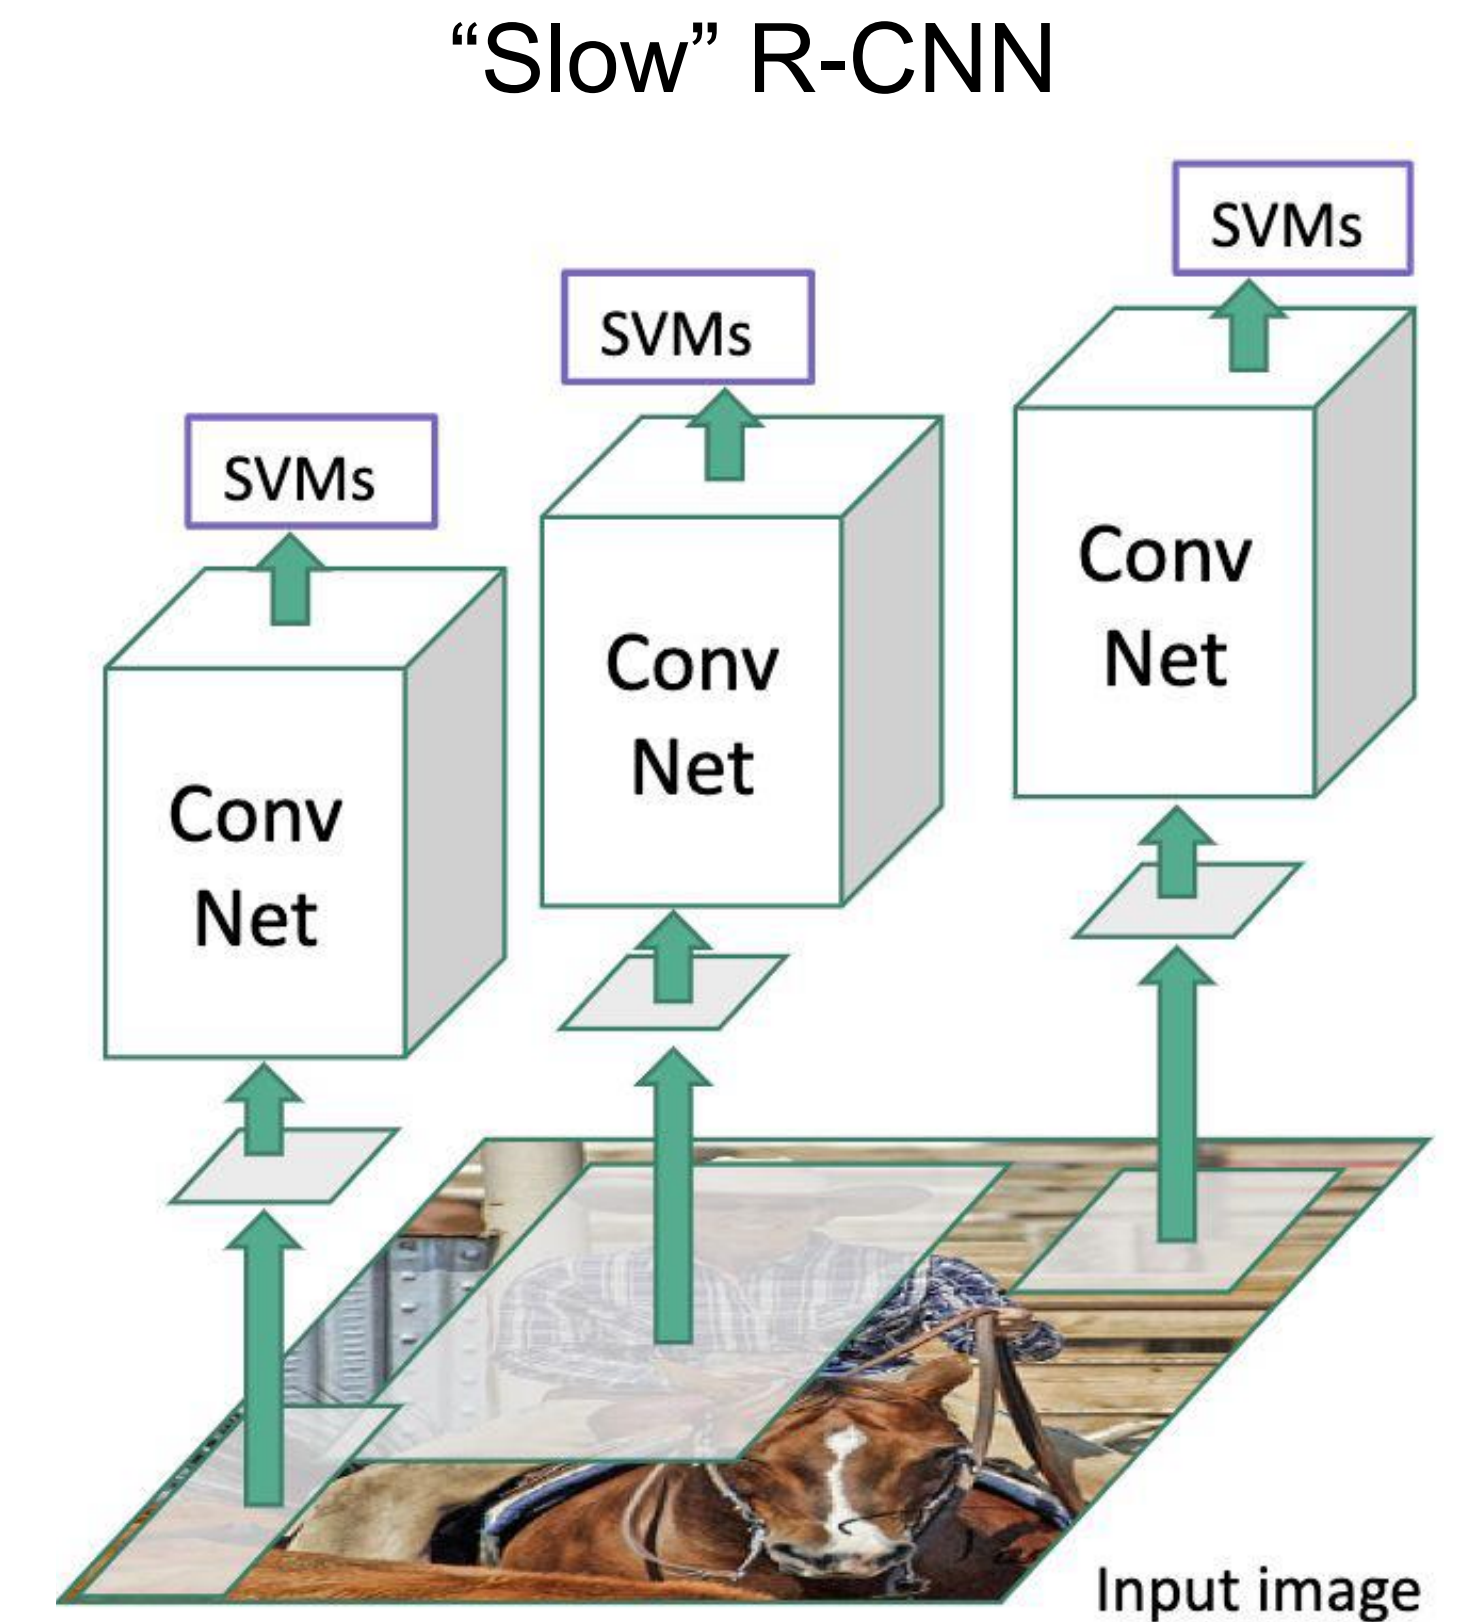 “Slow” R-CNN
SVMs
SVMs
SVMs
Conv
Net
Conv
Net
Conv
Net
Input image